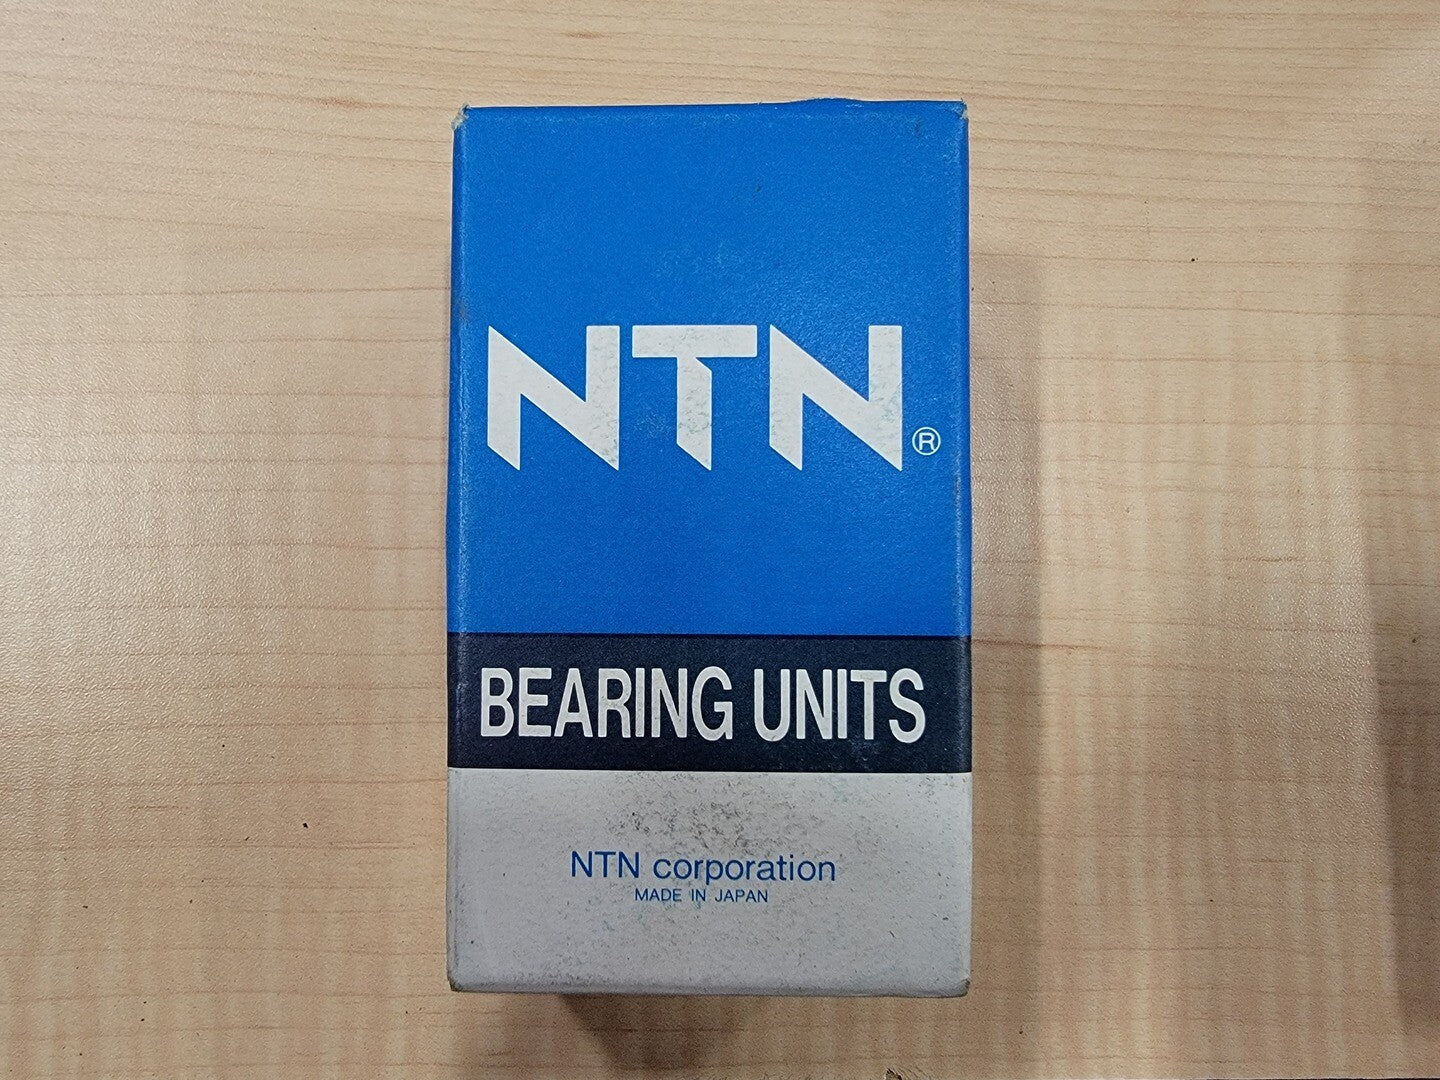 NTN®
BEARING UNITS
NTN corporation
MADE IN JAPAN